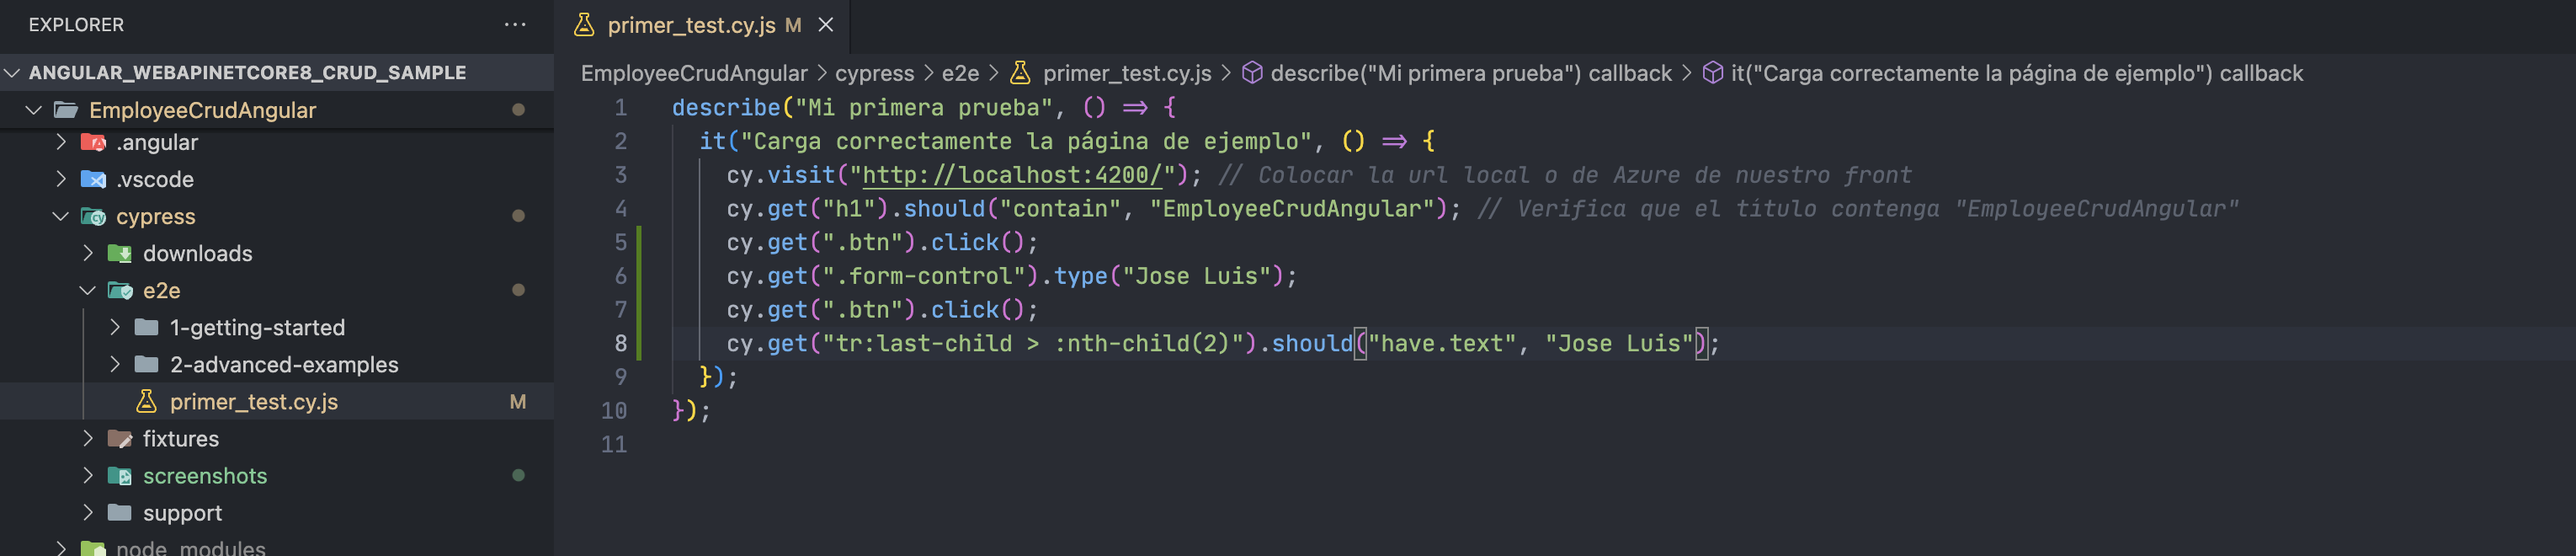 EXPLORER ...
ANGULAR_WEBAPINETCORE8_CRUD_SAMPLE
EmployeeCrudAngular
.angular
.vscode
cypress
downloads
e2e
1-getting-started
2-advanced-examples
primer_test.cy.js M
fixtures
screenshots
support
node_modules
primer_test.cy.js M
EmployeeCrudAngular > cypress > e2e > primer_test.cy.js > describe("Mi primera prueba") callback > it("Carga correctamente la página de ejemplo") callback
1 describe("Mi primera prueba", () => {
2 it("Carga correctamente la página de ejemplo", () => {
3 cy.visit("http://localhost:4200/"); // Colocar la url local o de Azure de nuestro front
4 cy.get("h1").should("contain", "EmployeeCrudAngular"); // Verifica que el título contenga "EmployeeCrudAngular"
5 cy.get(".btn").click();
6 cy.get(".form-control").type("Jose Luis");
7 cy.get(".btn").click();
8 cy.get("tr:last-child > :nth-child(2)").should("have.text", "Jose Luis");
9 });
10 });
11